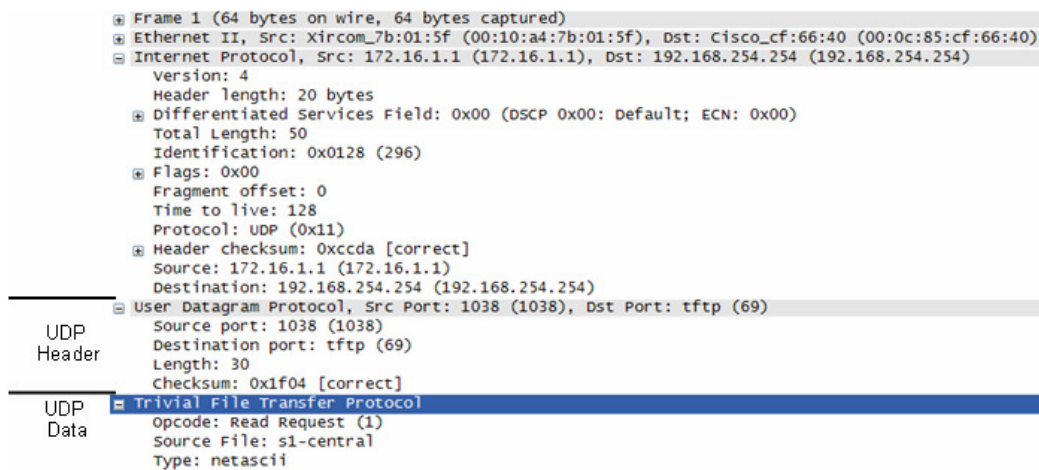 Frame 1 (64 bytes on wire, 64 bytes captured)
Ethernet II, Src: Xircom_7b:01:5f (00:10:a4:7b:01:5f), Dst: Cisco_cf:66:40 (00:0c:85:cf:66:40)
Internet Protocol, Src: 172.16.1.1 (172.16.1.1), Dst: 192.168.254.254 (192.168.254.254)
Version: 4
Header length: 20 bytes
Differentiated Services Field: 0x00 (DSCP 0x00: Default; ECN: 0x00)
Total Length: 50
Identification: 0x0128 (296)
Flags: 0x00
Fragment offset: 0
Time to live: 128
Protocol: UDP (0x11)
Header checksum: 0xccda [correct]
Source: 172.16.1.1 (172.16.1.1)
Destination: 192.168.254.254 (192.168.254.254)
UDP Header
User Datagram Protocol, Src Port: 1038 (1038), Dst Port: tftp (69)
Source port: 1038 (1038)
Destination port: tftp (69)
Length: 30
Checksum: 0x1f04 [correct]
UDP Data
Trivial File Transfer Protocol
Opcode: Read Request (1)
Source File: s1-central
Type: netascii